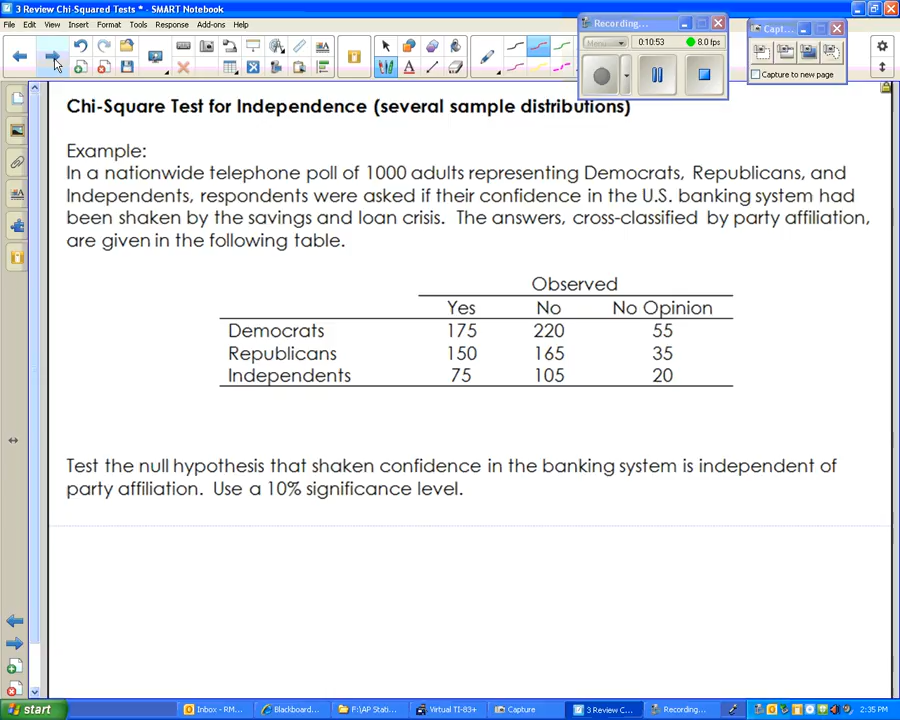 3 Review Chi-Squared Tests * - SMART Notebook
File Edit View Insert Format Tools Response Add-ons Help
Recording...
Menu
0:10:53
8.0 fps
Capt...
Capture to new page
Chi-Square Test for Independence (several sample distributions)
Example:
In a nationwide telephone poll of 1000 adults representing Democrats, Republicans, and
Independents, respondents were asked if their confidence in the U.S. banking system had
been shaken by the savings and loan crisis. The answers, cross-classified by party affiliation,
are given in the following table.
Observed
Yes No No Opinion
Democrats 175 220 55
Republicans 150 165 35
Independents 75 105 20
Test the null hypothesis that shaken confidence in the banking system is independent of
party affiliation. Use a 10% significance level.
start
Inbox - RM...
Blackboard...
F:\AP Stati...
Virtual TI-83+
Capture
3 Review C...
Recording...
2:35 PM